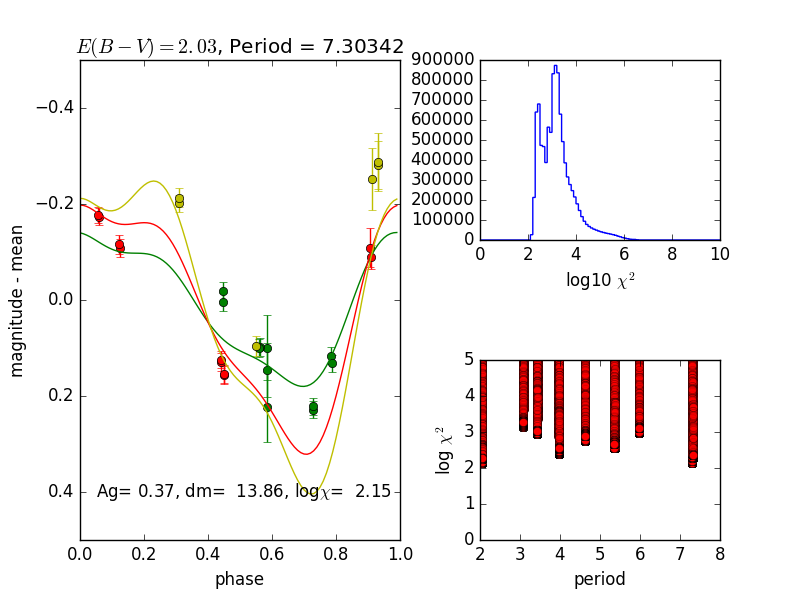 E(B − V) = 2.03, Period = 7.30342
−0.4
−0.2
0.0
0.2
0.4
magnitude - mean
Ag= 0.37, dm= 13.86, logχ= 2.15
0.0 0.2 0.4 0.6 0.8 1.0
phase
900000
800000
700000
600000
500000
400000
300000
200000
100000
0
0 2 4 6 8 10
log10 χ²
5
4
3
2
1
0
log χ²
2 3 4 5 6 7 8
period